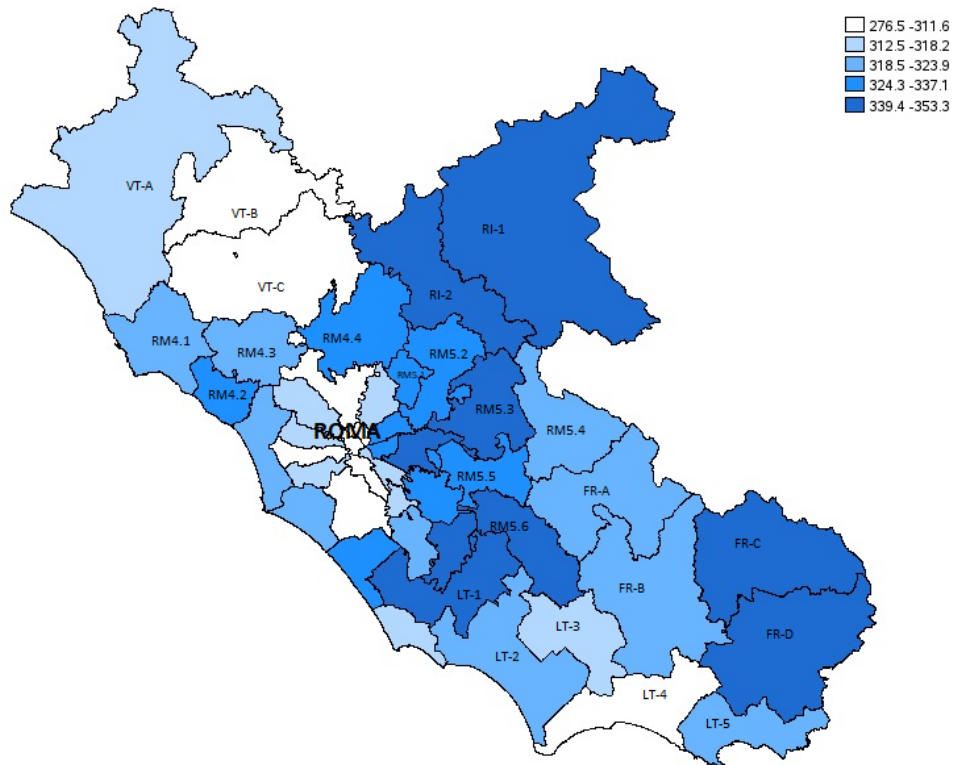 276.5 -311.6
312.5 -318.2
318.5 -323.9
324.3 -337.1
339.4 -353.3
VT-A
VT-B
RI-1
VT-C
RI-2
RM4.1
RM4.4
RM4.3
RM5.2
RM4.2
RM5.3
ROMA
RM5.4
RM5.5
FR-A
RM5.6
FR-C
LT-1
FR-B
LT-3
FR-D
LT-2
LT-4
LT-5